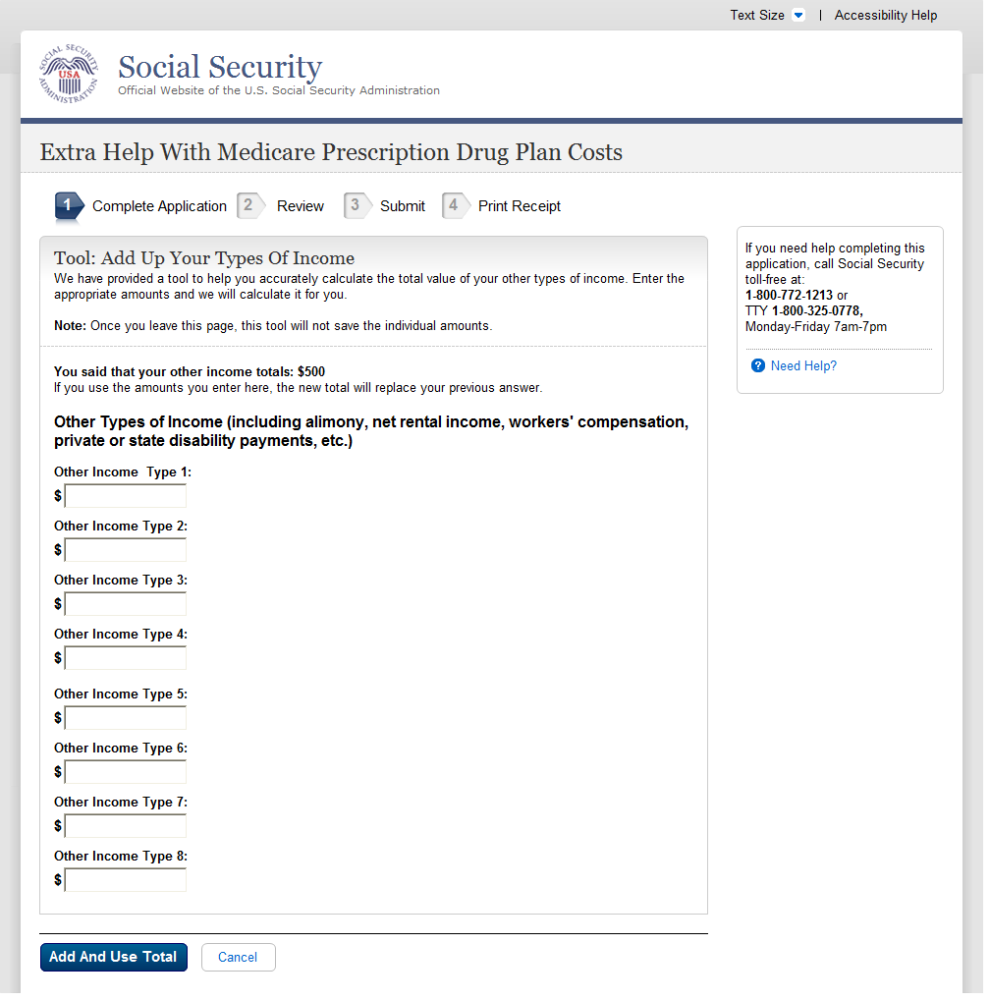 Text Size | Accessibility Help
SOCIAL SECURITY ADMINISTRATION
USA
Social Security
Official Website of the U.S. Social Security Administration
Extra Help With Medicare Prescription Drug Plan Costs
1 Complete Application 2 Review 3 Submit 4 Print Receipt
Tool: Add Up Your Types Of Income
We have provided a tool to help you accurately calculate the total value of your other types of income. Enter the
appropriate amounts and we will calculate it for you.
Note: Once you leave this page, this tool will not save the individual amounts.
You said that your other income totals: $500
If you use the amounts you enter here, the new total will replace your previous answer.
Other Types of Income (including alimony, net rental income, workers' compensation,
private or state disability payments, etc.)
Other Income  Type 1:
$
Other Income Type 2:
$
Other Income Type 3:
$
Other Income Type 4:
$
Other Income Type 5:
$
Other Income Type 6:
$
Other Income Type 7:
$
Other Income Type 8:
$
Add And Use Total Cancel
If you need help completing this
application, call Social Security
toll-free at:
1-800-772-1213 or
TTY 1-800-325-0778,
Monday-Friday 7am-7pm
? Need Help?